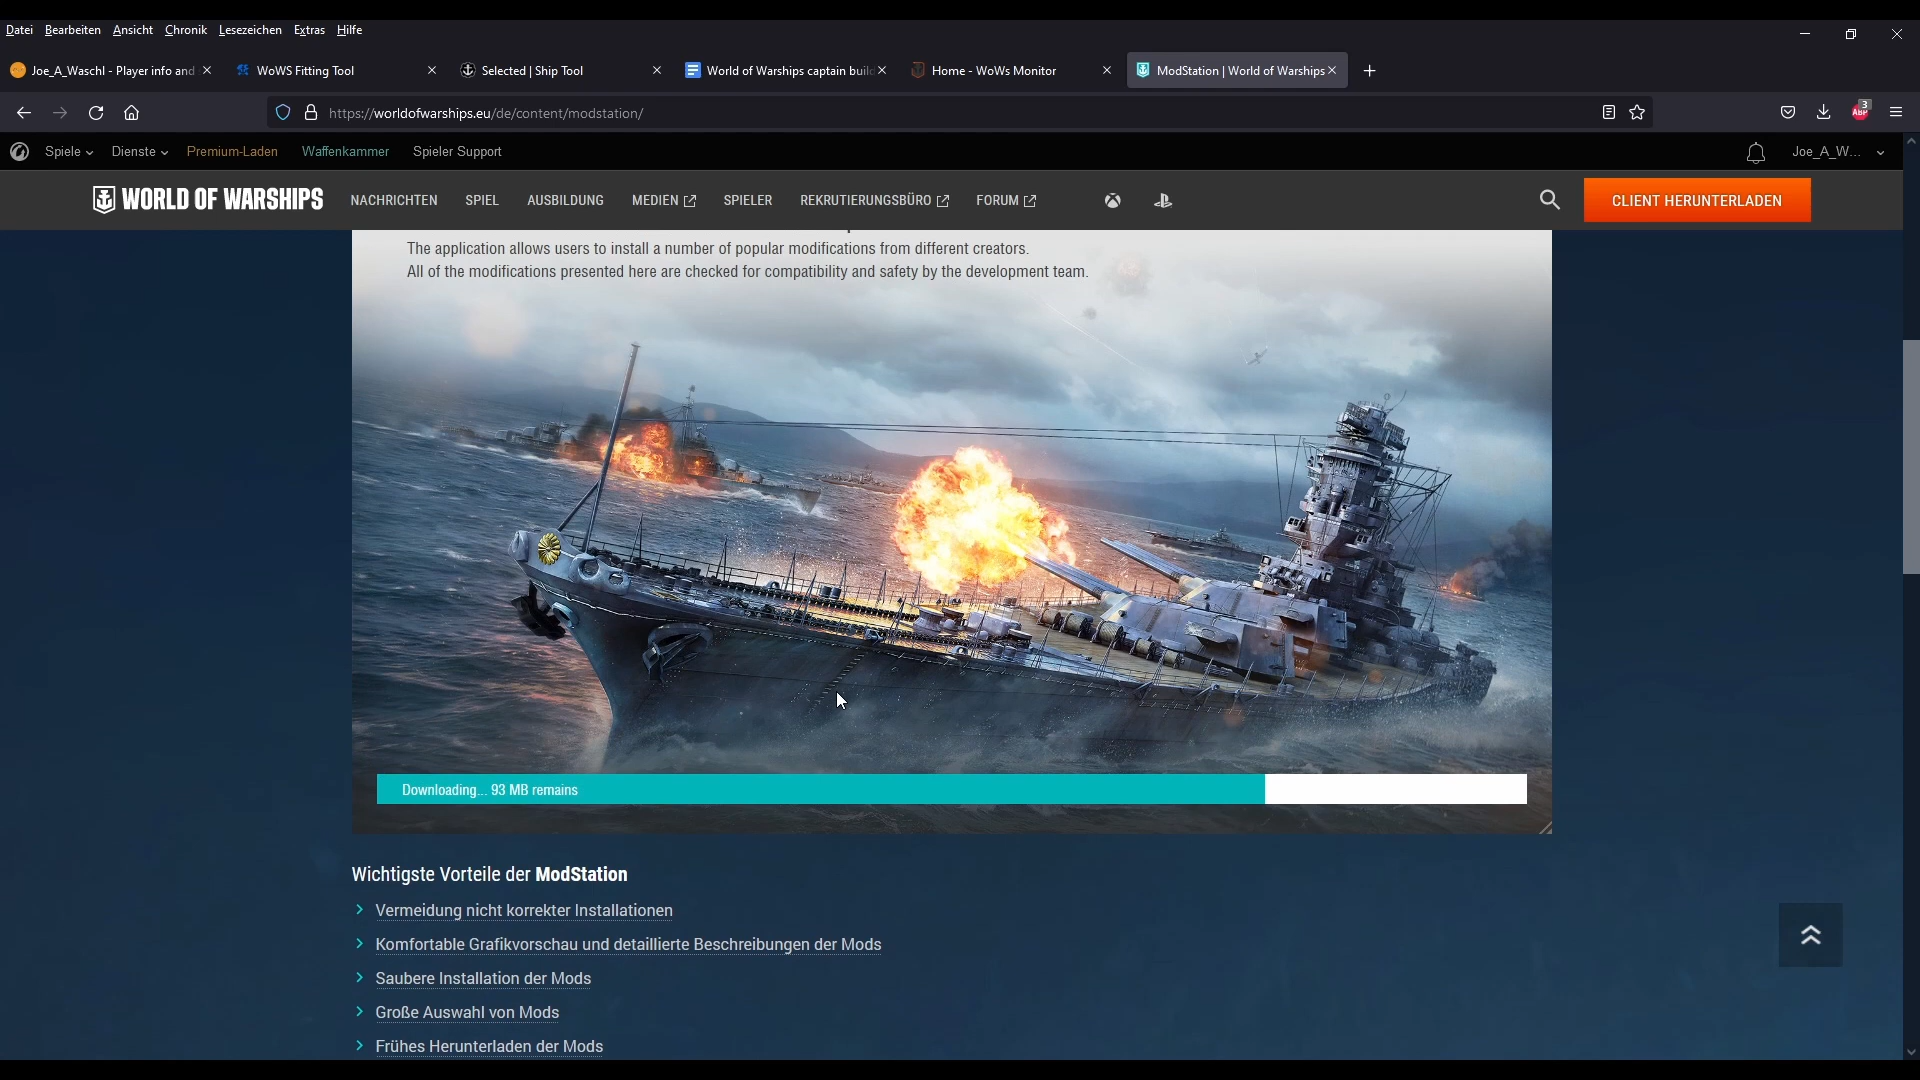 Datei Bearbeiten Ansicht Chronik Lesezeichen Extras Hilfe
Joe_A_Waschl - Player info and
WoWS Fitting Tool
Selected | Ship Tool
World of Warships captain build
Home - WoWs Monitor
ModStation | World of Warships
https://worldofwarships.eu/de/content/modstation/
3
ABP
Spiele Dienste Premium-Laden Waffenkammer Spieler Support
Joe_A_W...
WORLD OF WARSHIPS
NACHRICHTEN SPIEL AUSBILDUNG MEDIEN SPIELER REKRUTIERUNGSBÜRO FORUM
CLIENT HERUNTERLADEN
The application allows users to install a number of popular modifications from different creators.
All of the modifications presented here are checked for compatibility and safety by the development team.
Downloading... 93 MB remains
Wichtigste Vorteile der ModStation
Vermeidung nicht korrekter Installationen
Komfortable Grafikvorschau und detaillierte Beschreibungen der Mods
Saubere Installation der Mods
Große Auswahl von Mods
Frühes Herunterladen der Mods